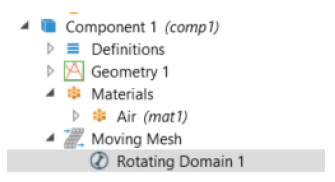 Component 1 (comp1)
Definitions
Geometry 1
Materials
Air (mat1)
Moving Mesh
Rotating Domain 1